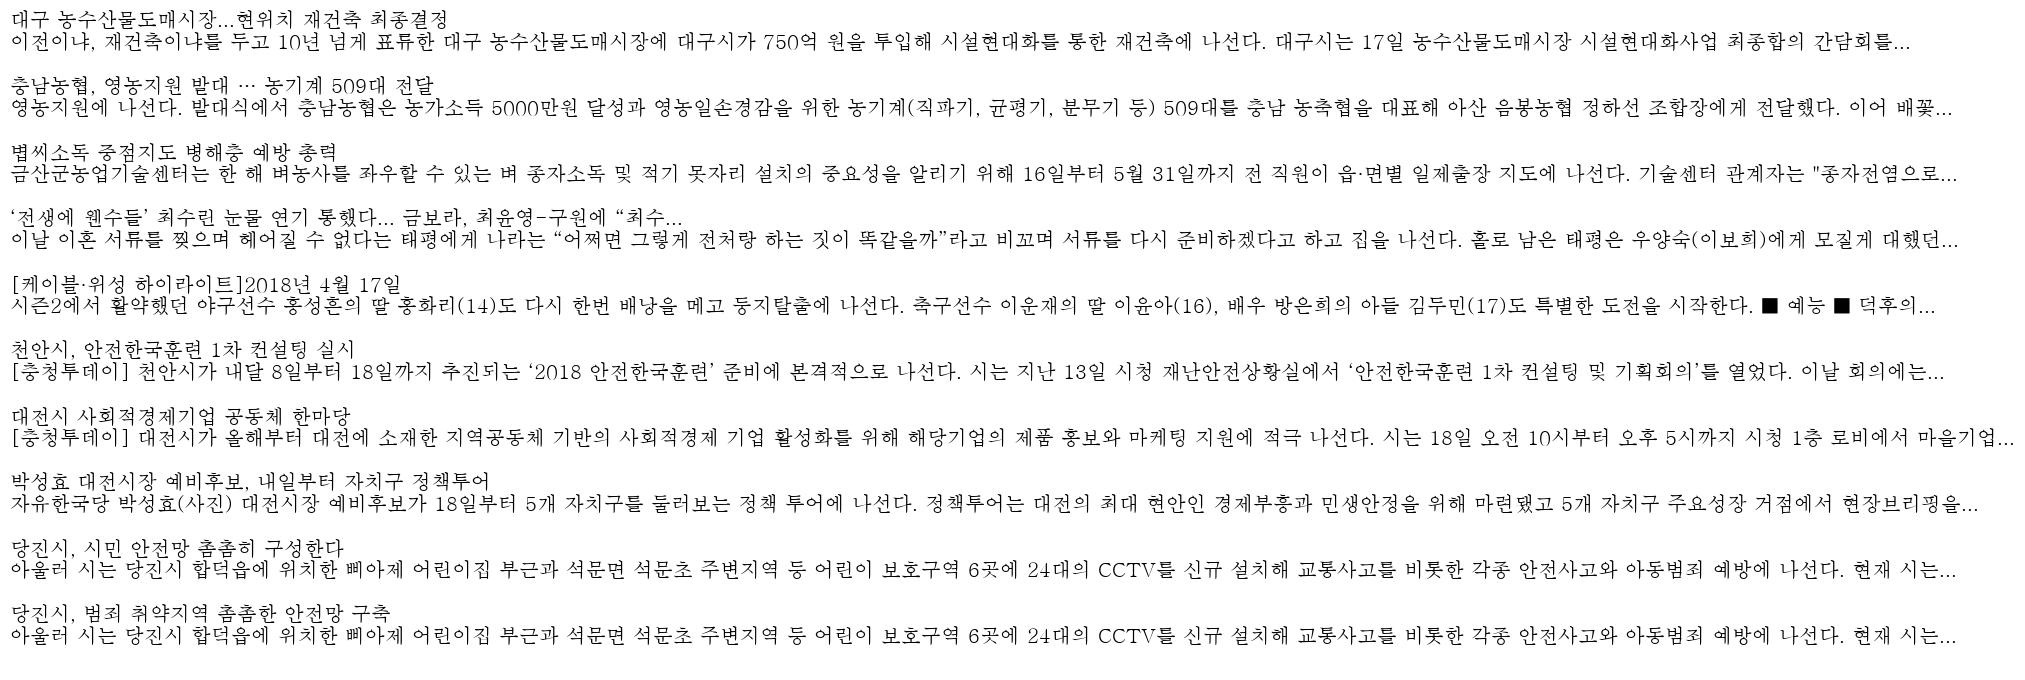 대구 농수산물도매시장...현위치 재건축 최종결정
이전이냐, 재건축이냐를 두고 10년 넘게 표류한 대구 농수산물도매시장에 대구시가 750억 원을 투입해 시설현대화를 통한 재건축에 나선다. 대구시는 17일 농수산물도매시장 시설현대화사업 최종합의 간담회를...
충남농협, 영농지원 발대 … 농기계 509대 전달
영농지원에 나선다. 발대식에서 충남농협은 농가소득 5000만원 달성과 영농일손경감을 위한 농기계(직파기, 균평기, 분무기 등) 509대를 충남 농축협을 대표해 아산 음봉농협 정하선 조합장에게 전달했다. 이어 배꽃...
볍씨소독 중점지도 병해충 예방 총력
금산군농업기술센터는 한 해 벼농사를 좌우할 수 있는 벼 종자소독 및 적기 못자리 설치의 중요성을 알리기 위해 16일부터 5월 31일까지 전 직원이 읍·면별 일제출장 지도에 나선다. 기술센터 관계자는 "종자전염으로...
‘전생에 웬수들’ 최수린 눈물 연기 통했다... 금보라, 최윤영-구원에 “최수...
이날 이혼 서류를 찢으며 헤어질 수 없다는 태평에게 나라는 “어쩌면 그렇게 전처랑 하는 짓이 똑같을까”라고 비꼬며 서류를 다시 준비하겠다고 하고 집을 나선다. 홀로 남은 태평은 우양숙(이보희)에게 모질게 대했던...
[케이블·위성 하이라이트]2018년 4월 17일
시즌2에서 활약했던 야구선수 홍성흔의 딸 홍화리(14)도 다시 한번 배낭을 메고 둥지탈출에 나선다. 축구선수 이운재의 딸 이윤아(16), 배우 방은희의 아들 김두민(17)도 특별한 도전을 시작한다. ■ 예능 ■ 덕후의...
천안시, 안전한국훈련 1차 컨설팅 실시
[충청투데이] 천안시가 내달 8일부터 18일까지 추진되는 ‘2018 안전한국훈련’ 준비에 본격적으로 나선다. 시는 지난 13일 시청 재난안전상황실에서 ‘안전한국훈련 1차 컨설팅 및 기획회의’를 열었다. 이날 회의에는...
대전시 사회적경제기업 공동체 한마당
[충청투데이] 대전시가 올해부터 대전에 소재한 지역공동체 기반의 사회적경제 기업 활성화를 위해 해당기업의 제품 홍보와 마케팅 지원에 적극 나선다. 시는 18일 오전 10시부터 오후 5시까지 시청 1층 로비에서 마을기업...
박성효 대전시장 예비후보, 내일부터 자치구 정책투어
자유한국당 박성효(사진) 대전시장 예비후보가 18일부터 5개 자치구를 둘러보는 정책 투어에 나선다. 정책투어는 대전의 최대 현안인 경제부흥과 민생안정을 위해 마련됐고 5개 자치구 주요성장 거점에서 현장브리핑을...
당진시, 시민 안전망 촘촘히 구성한다
아울러 시는 당진시 합덕읍에 위치한 삐아제 어린이집 부근과 석문면 석문초 주변지역 등 어린이 보호구역 6곳에 24대의 CCTV를 신규 설치해 교통사고를 비롯한 각종 안전사고와 아동범죄 예방에 나선다. 현재 시는...
당진시, 범죄 취약지역 촘촘한 안전망 구축
아울러 시는 당진시 합덕읍에 위치한 삐아제 어린이집 부근과 석문면 석문초 주변지역 등 어린이 보호구역 6곳에 24대의 CCTV를 신규 설치해 교통사고를 비롯한 각종 안전사고와 아동범죄 예방에 나선다. 현재 시는...